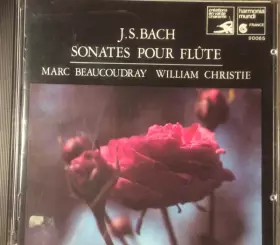 J.S. BACH
SONATES POUR FLÛTE
MARC BEAUCOUDRAY WILLIAM CHRISTIE
harmonia
mundi